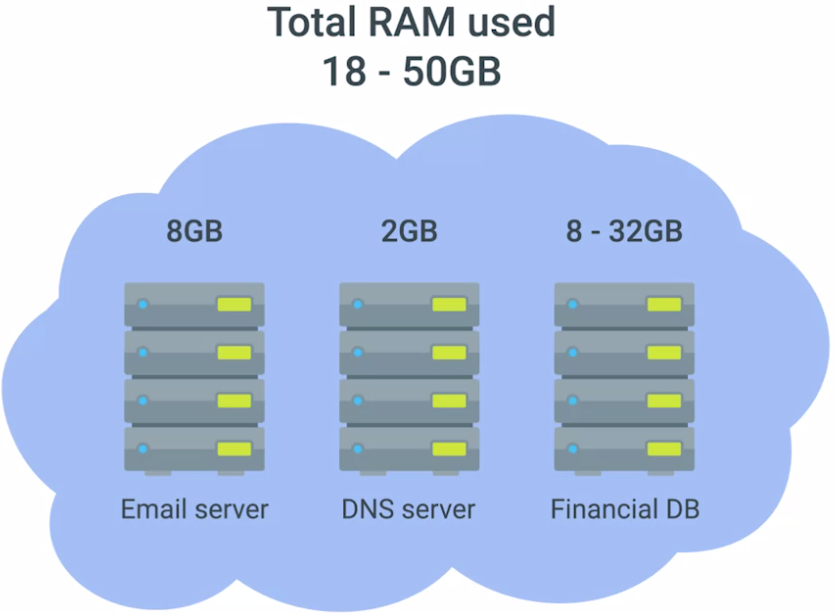 Total RAM used
18 - 50GB
8GB
2GB
8 - 32GB
Email server
DNS server
Financial DB